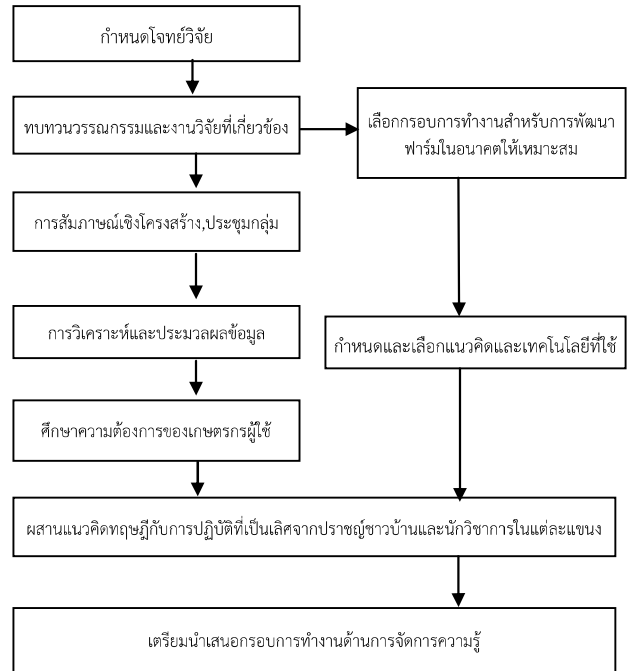 กำหนดโจทย์วิจัย
ทบทวนวรรณกรรมและงานวิจัยที่เกี่ยวข้อง
เลือกกรอบการทำงานสำหรับการพัฒนา
ฟาร์มในอนาคตให้เหมาะสม
การสัมภาษณ์เชิงโครงสร้าง,ประชุมกลุ่ม
การวิเคราะห์และประมวลผลข้อมูล
กำหนดและเลือกแนวคิดและเทคโนโลยีที่ใช้
ศึกษาความต้องการของเกษตรกรผู้ใช้
ผสานแนวคิดทฤษฎีกับการปฏิบัติที่เป็นเลิศจากปราชญ์ชาวบ้านและนักวิชาการในแต่ละแขนง
เตรียมนำเสนอกรอบการทำงานด้านการจัดการความรู้